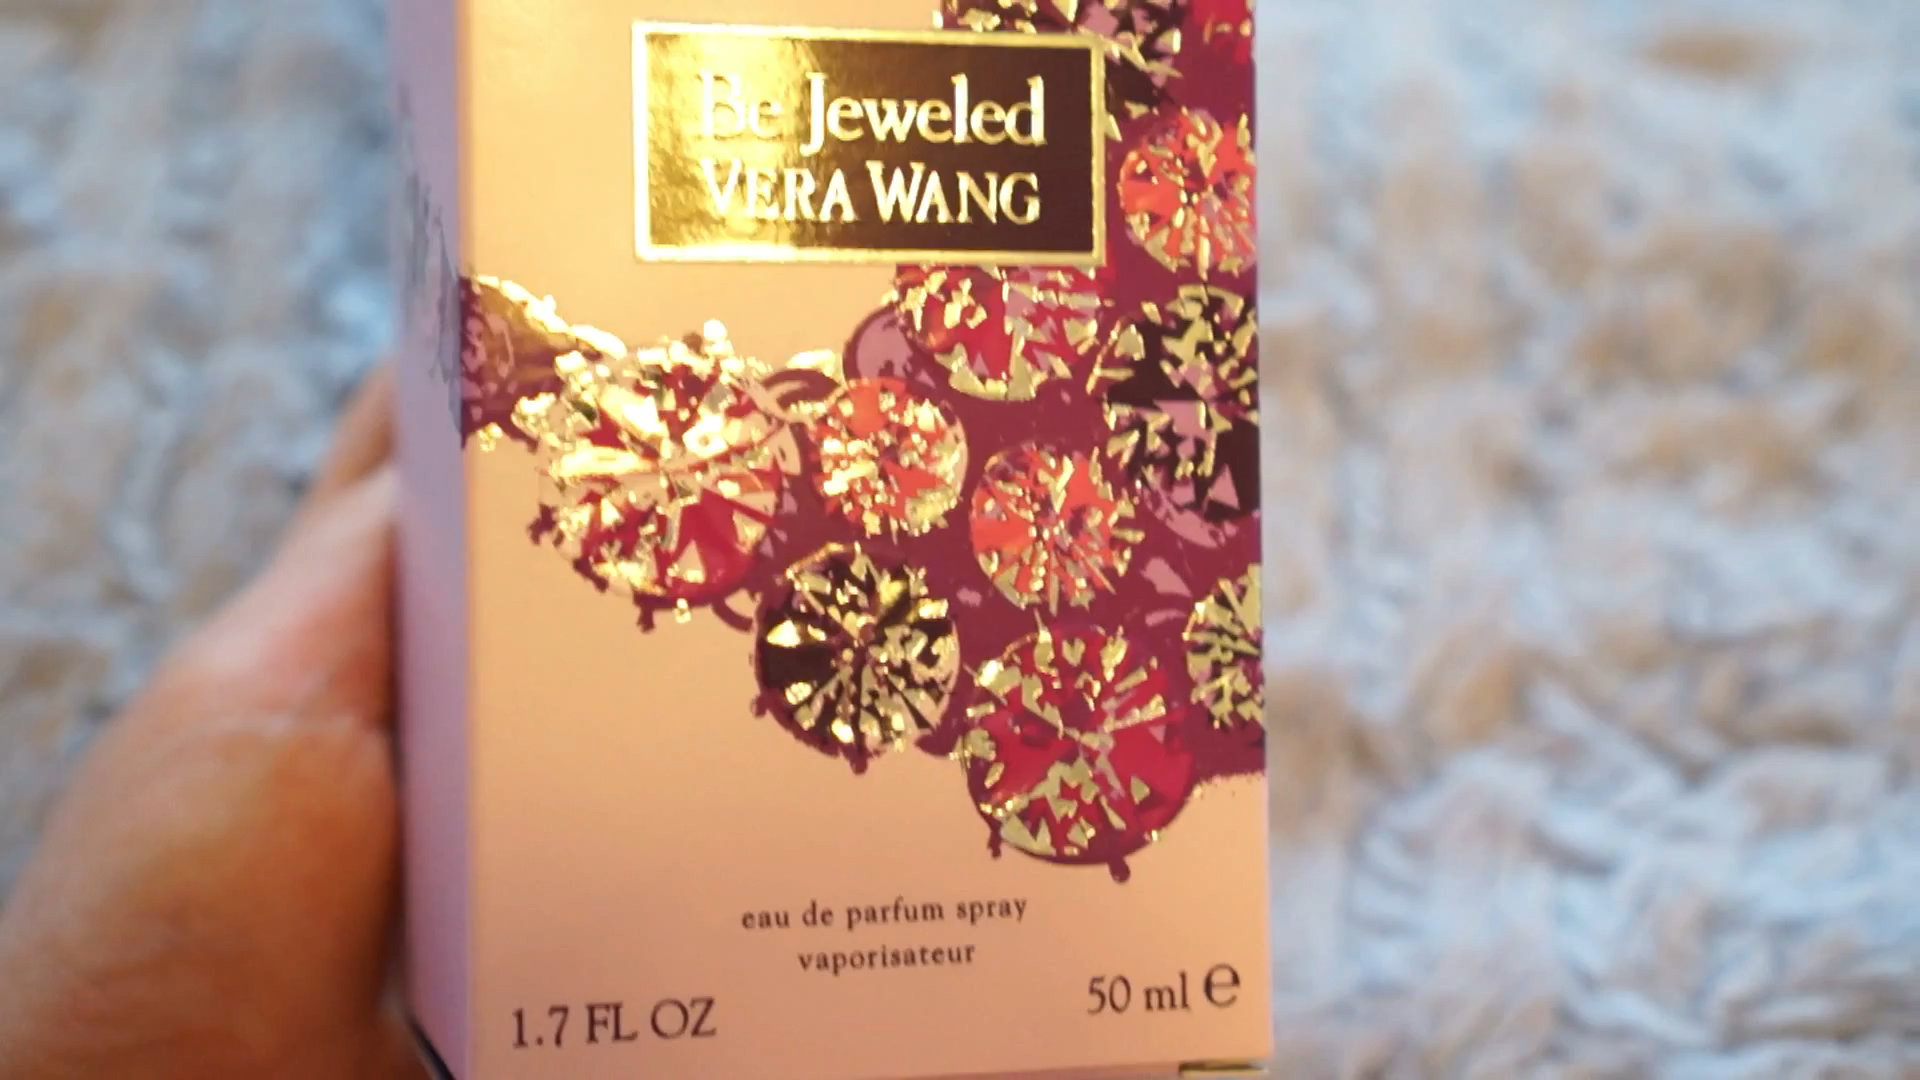 Be Jeweled
VERA WANG
eau de parfum spray
vaporisateur
1.7 FL OZ
50 ml e